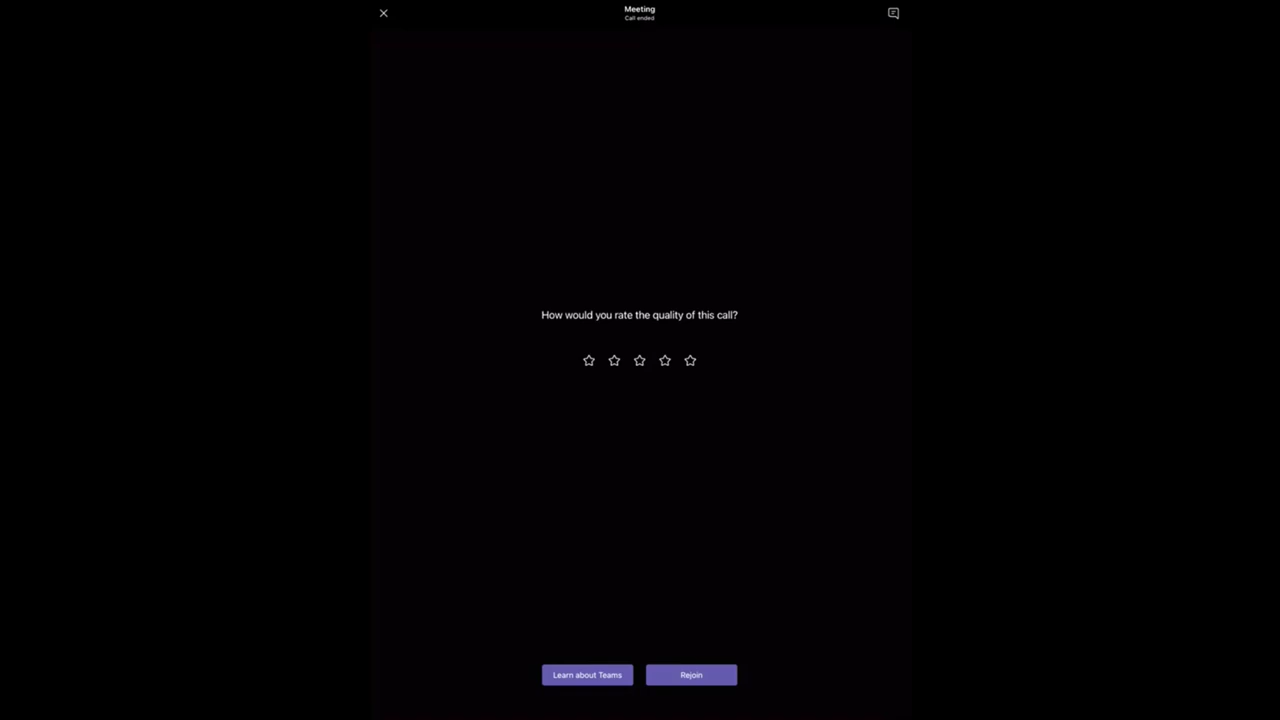 Meeting
Call ended
How would you rate the quality of this call?
Learn about Teams
Rejoin